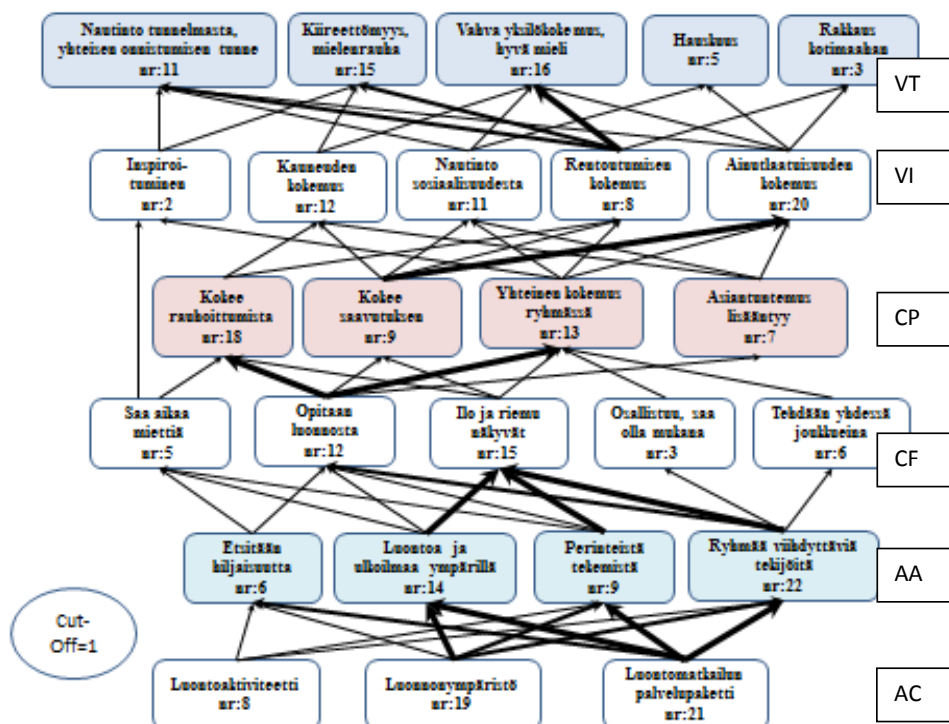 Nautinto tunnelmasta,
yhteisen onnistumisen tunne
nr:11
Kiireettömyys,
mielenrauha
nr:15
Vahva yksilökokemus,
hyvä mieli
nr:16
Hauskuus
nr:5
Rakkaus
kotimaahan
nr:3
VT
Inspiroi-
tuminen
nr:2
Kauneuden
kokemus
nr:12
Nautinto
sosiaalisuudesta
nr:11
Rentoutumisen
kokemus
nr:8
Ainutlaatuisuuden
kokemus
nr:20
VI
Kokee
rauhoittumista
nr:18
Kokee
saavutuksen
nr:9
Yhteinen kokemus
ryhmässä
nr:13
Asiantuntemus
lisääntyy
nr:7
CP
Saa aikaa
miettiä
nr:5
Opitaan
luonnosta
nr:12
Ilo ja riemu
näkyvät
nr:15
Osallistuu, saa
olla mukana
nr:3
Tehdään yhdessä
joukkueina
nr:6
CF
Etsitään
hiljaisuutta
nr:6
Luontoa ja
ulkoilmaa ympärillä
nr:14
Perinteistä
tekemistä
nr:9
Ryhmää viihdyttäviä
tekijöitä
nr:22
AA
Cut-
Off=1
Luontoaktiviteetti
nr:8
Luonnonympäristö
nr:19
Luontomatkailun
palvelupaketti
nr:21
AC